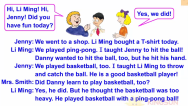 Hi, Li Ming! Hi,
Jenny! Did you
have fun today?
Yes, we did!
Jenny: We went to a shop. Li Ming bought a T-shirt today.
Li Ming: We played ping-pong. I taught Jenny to hit the ball!
Danny wanted to hit the ball, too, but he hit his hand.
Jenny: We played basketball, too. I taught Li Ming to throw
and catch the ball. He is a good basketball player!
Mrs. Smith: Did Danny learn to play basketball, too?
Li Ming: Yes, he did. But he thought the basketball was too
heavy. He played basketball with a ping-pong ball!